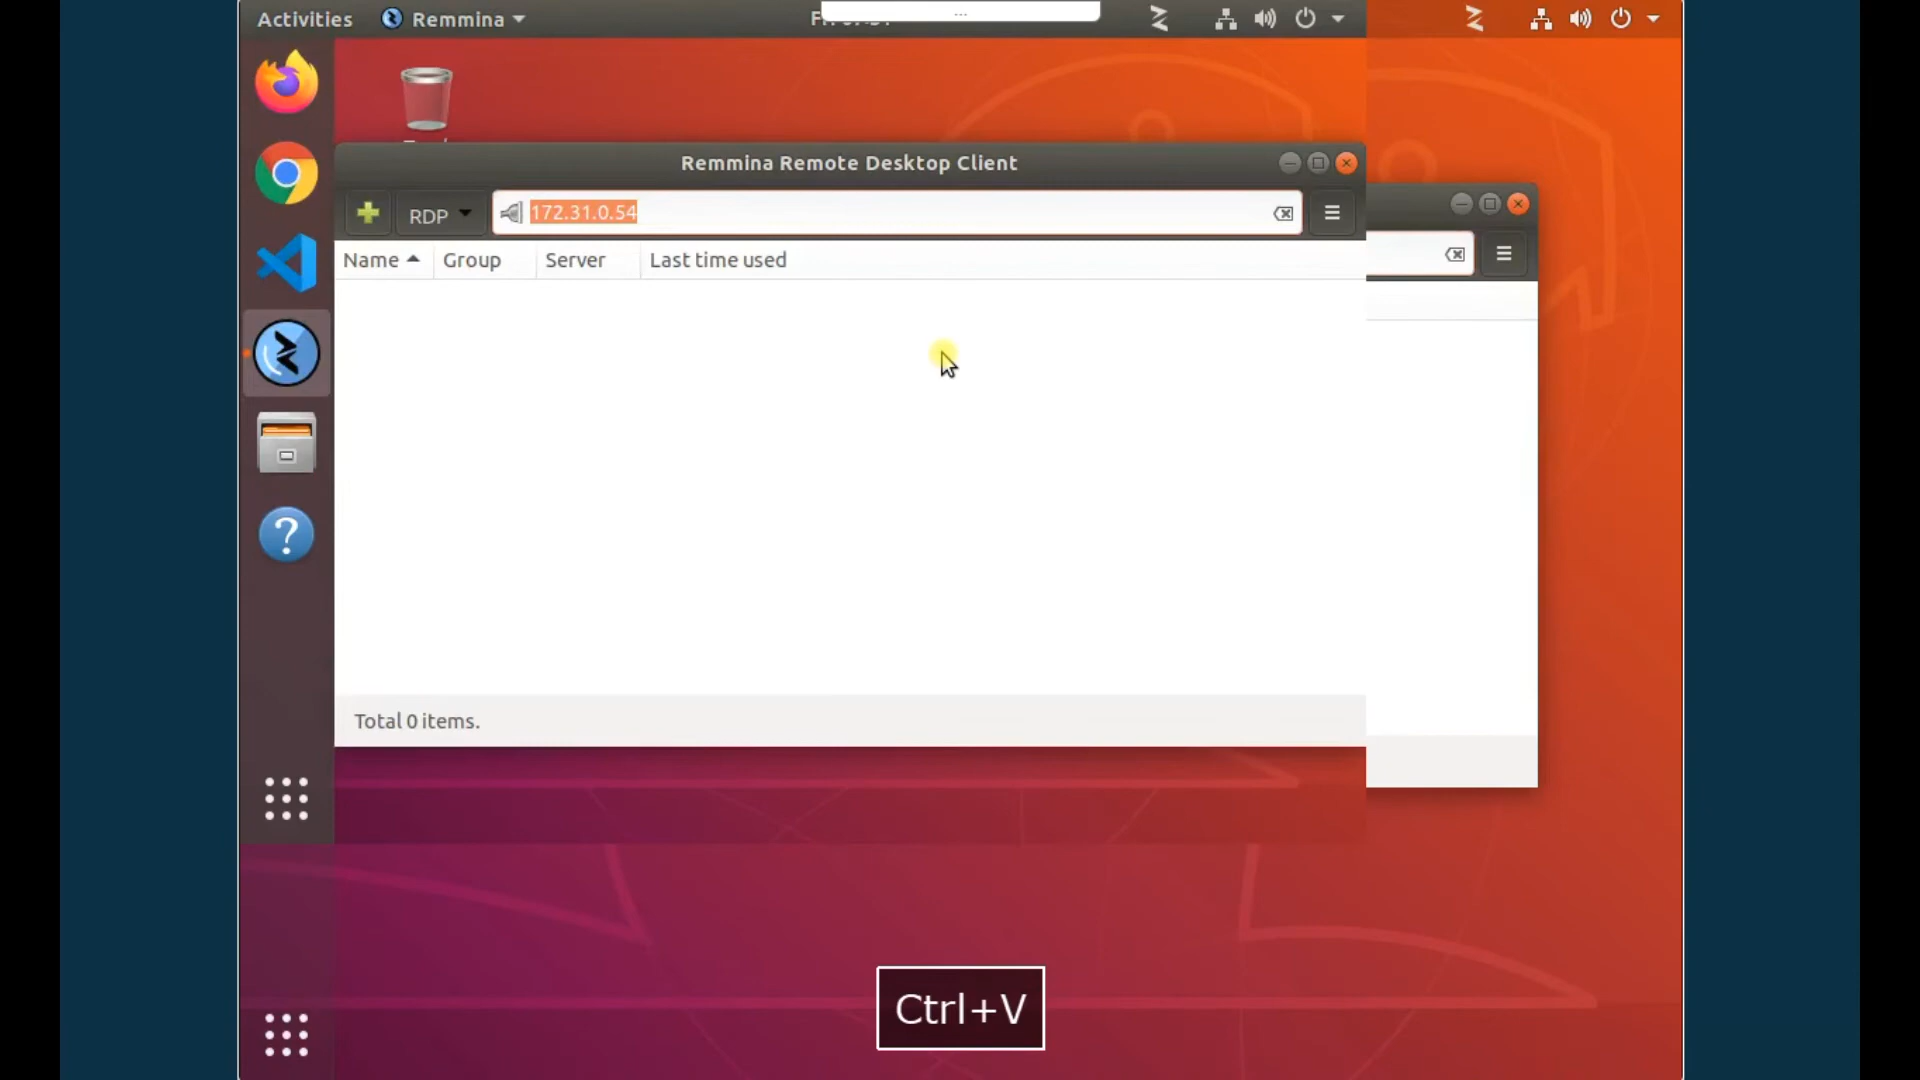 Activities Remmina
...
Remmina Remote Desktop Client
RDP 172.31.0.54
Name Group Server Last time used
Total 0 items.
Ctrl+V